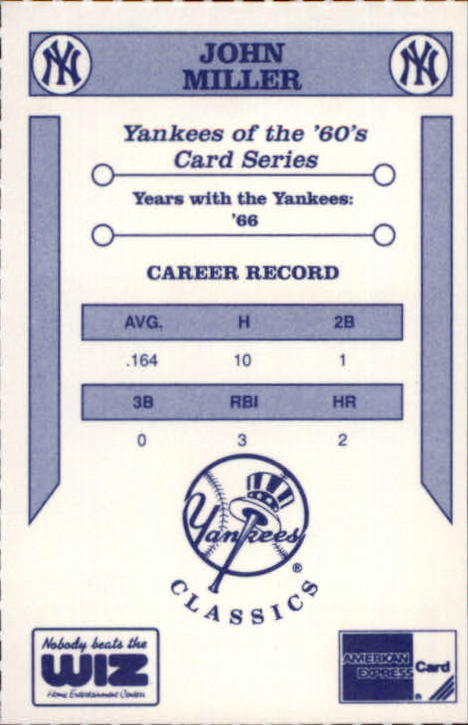 NY
JOHN
NY
MILLER
Yankees of the '60's
Card Series
Years with the Yankees:
'66
CAREER RECORD
AVG. H 2B
.164 10 1
3B RBI HR
0 3 2
Yankees
®
CLASSICS
Nobody beats the
WIZ
Home Entertainment Centers
AMERICAN
EXPRESS
Card
®